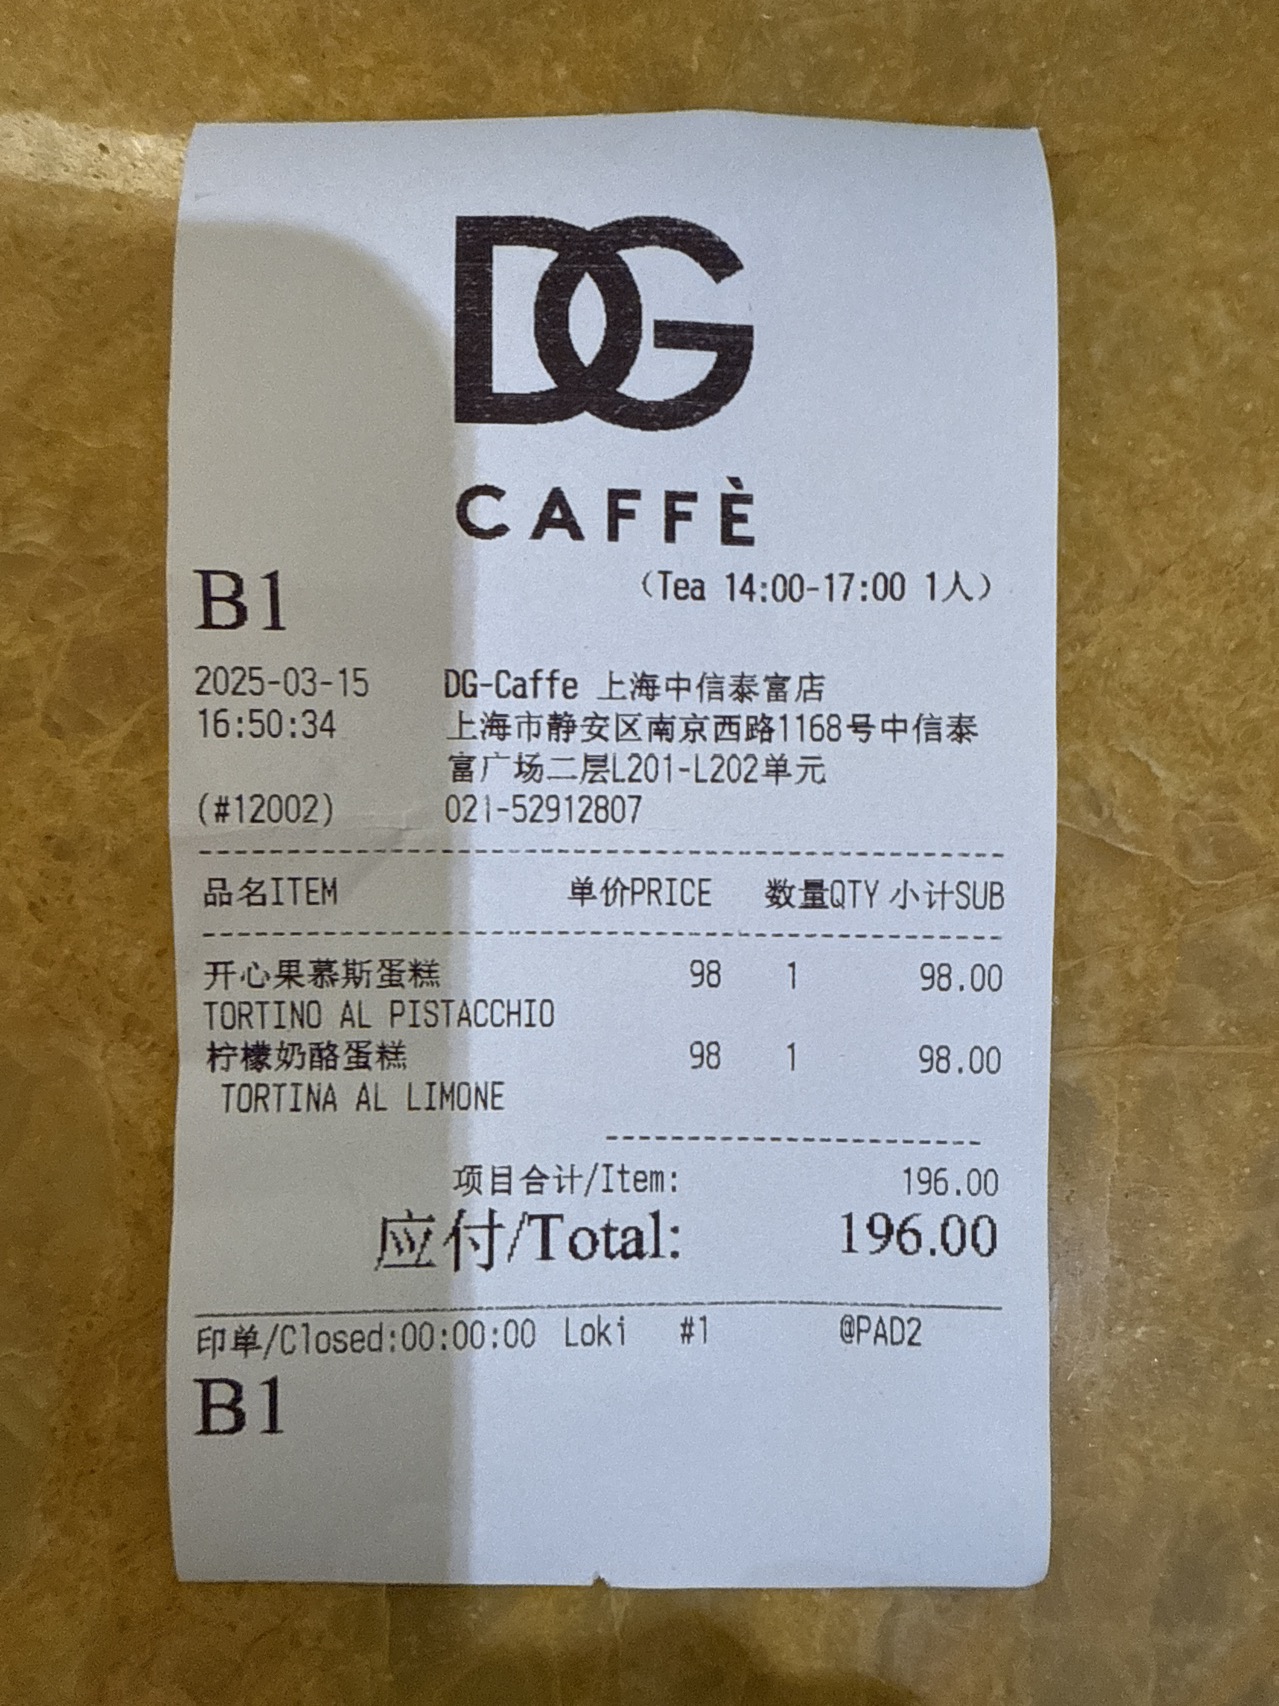 DG
CAFFÈ
B1 (Tea 14:00-17:00 1人)
2025-03-15 DG-Caffe 上海中信泰富店
16:50:34 上海市静安区南京西路1168号中信泰
富广场二层L201-L202单元
(#12002) 021-52912807
品名ITEM 单价PRICE 数量QTY 小计SUB
开心果慕斯蛋糕 98 1 98.00
TORTINO AL PISTACCHIO
柠檬奶酪蛋糕 98 1 98.00
TORTINA AL LIMONE
项目合计/Item: 196.00
应付/Total: 196.00
印单/Closed:00:00:00 Loki #1 @PAD2
B1